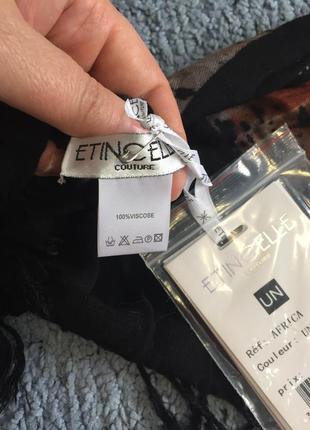 ETINCELLE
COUTURE
100%VISCOSE
ETINCELLE
COUTURE
UN
Réf: AFRICA
Couleur: UN
prix: